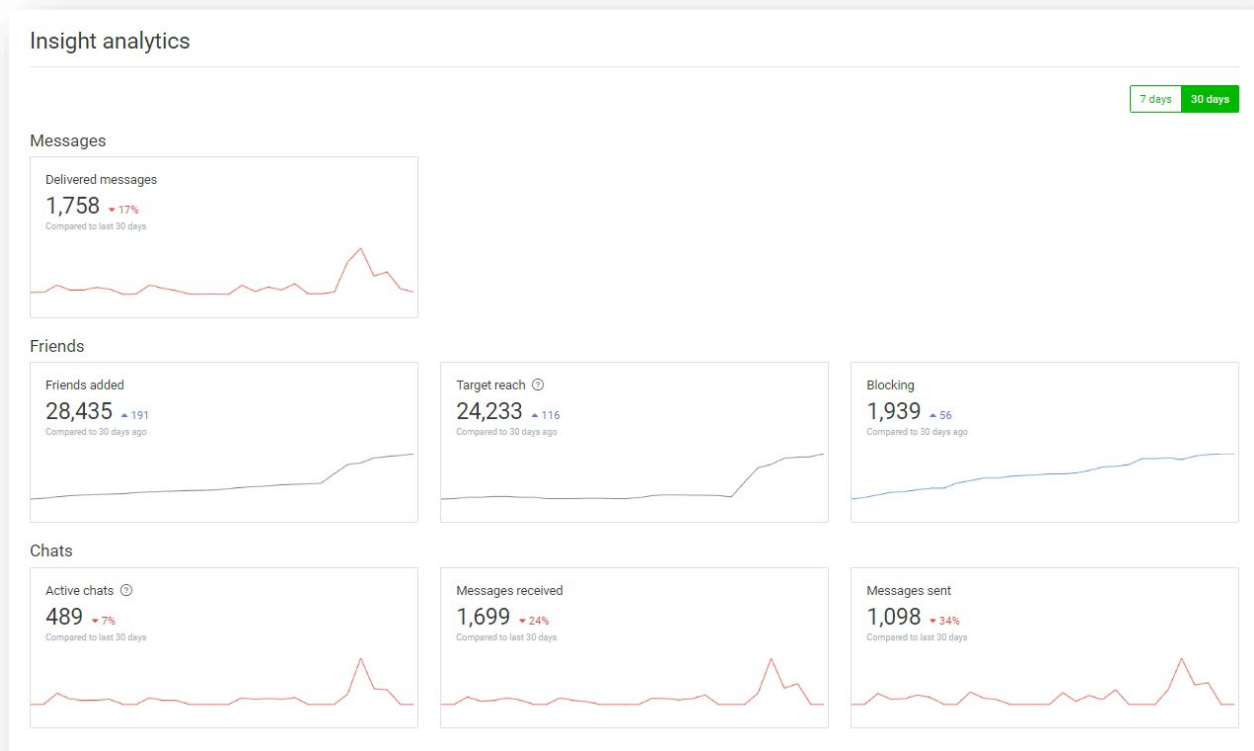 Insight analytics
7 days 30 days
Messages
Delivered messages
1,758 17%
Compared to last 30 days
Friends
Friends added
28,435 191
Compared to 30 days ago
Target reach ?
24,233 116
Compared to 30 days ago
Blocking
1,939 56
Compared to 30 days ago
Chats
Active chats ?
489 7%
Compared to last 30 days
Messages received
1,699 24%
Compared to last 30 days
Messages sent
1,098 34%
Compared to last 30 days